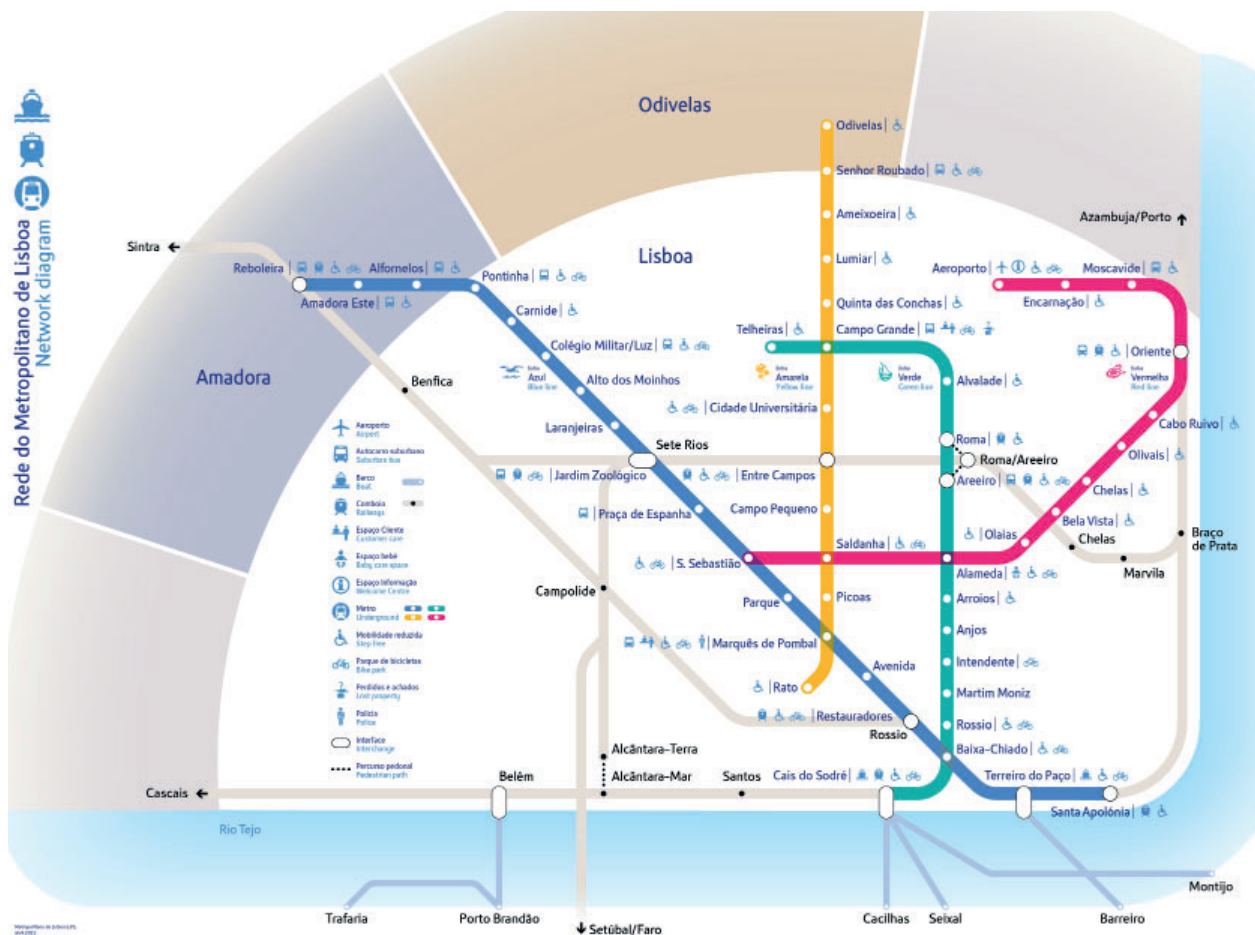 Rede do Metropolitano de Lisboa
Network diagram
Odivelas
Lisboa
Amadora
Sintra
Azambuja/Porto
Odivelas
Senhor Roubado
Ameixoeira
Lumiar
Quinta das Conchas
Telheiras
Campo Grande
Reboleira
Alfornelos
Pontinha
Amadora Este
Carnide
Colégio Militar/Luz
Alto dos Moinhos
Laranjeiras
Benfica
Aeroporto
Moscavide
Encarnação
Oriente
linha
Azul
Blue line
linha
Amarela
Yellow line
linha
Verde
Green line
linha
Vermelha
Red line
Alvalade
Cidade Universitária
Cabo Ruivo
Sete Rios
Roma
Roma/Areeiro
Olivais
Jardim Zoológico
Entre Campos
Areeiro
Chelas
Praça de Espanha
Campo Pequeno
Bela Vista
Olaias
Chelas
Braço
de Prata
Saldanha
S. Sebastião
Alameda
Marvila
Campolide
Parque
Picoas
Arroios
Anjos
Marquês de Pombal
Avenida
Intendente
Rato
Martim Moniz
Restauradores
Rossio
Rossio
Baixa-Chiado
Alcântara-Terra
Alcântara-Mar
Santos
Cais do Sodré
Terreiro do Paço
Belém
Cascais
Santa Apolónia
Rio Tejo
Trafaria
Porto Brandão
Setúbal/Faro
Cacilhas
Seixal
Barreiro
Montijo
Aeroporto
Airport
Autocarro suburbano
Suburban bus
Barco
Boat
Comboio
Railways
Espaço Cliente
Customer care
Espaço bebé
Baby care space
Espaço Informação
Welcome Centre
Metro
Underground
Mobilidade reduzida
Step free
Parque de bicicletas
Bike park
Perdidos e achados
Lost property
Polícia
Police
Interface
Interchange
Percurso pedonal
Pedestrian path